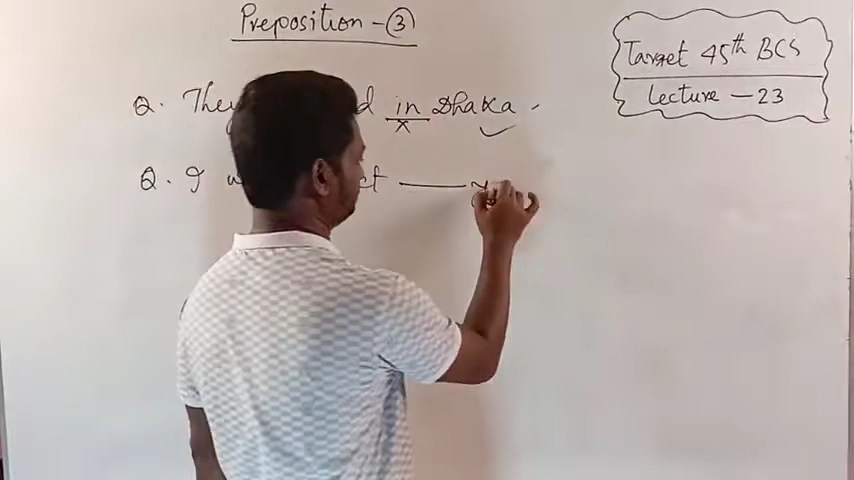 Preposition - 3
Target 45th BCS
Lecture - 23
Q. They in Dhaka
x
Q. I